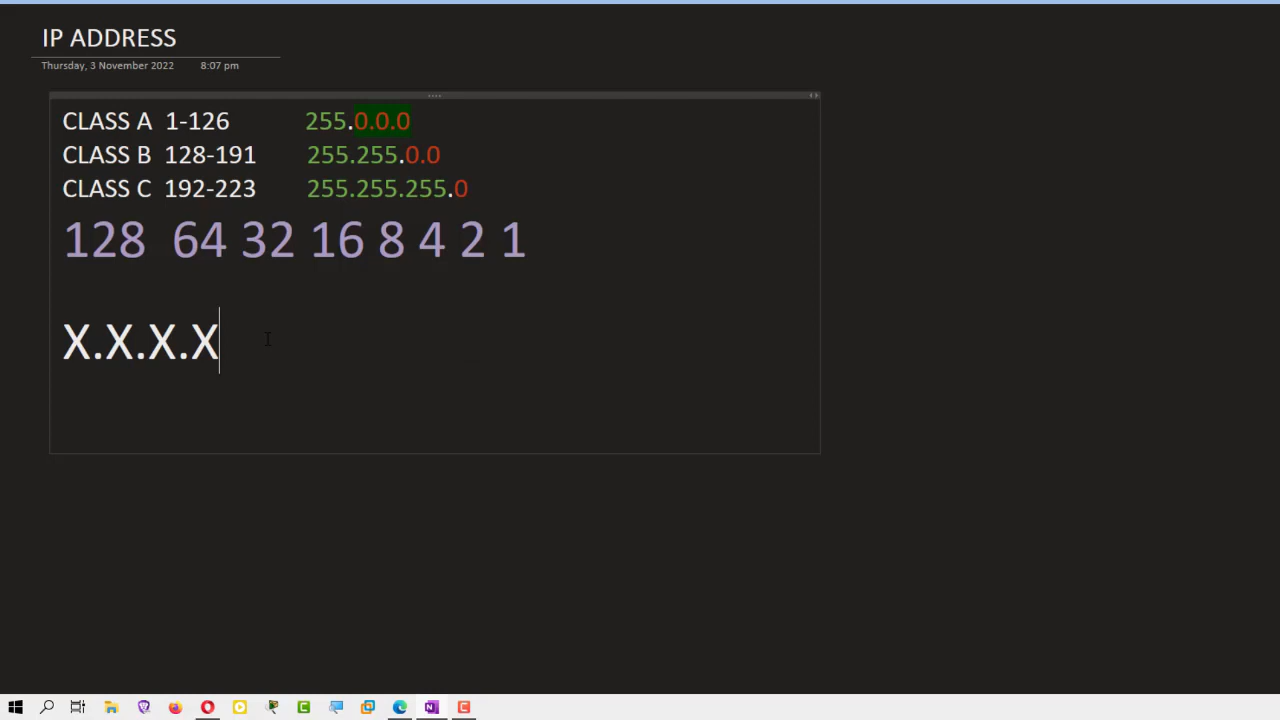 IP ADDRESS
Thursday, 3 November 2022 8:07 pm
CLASS A 1-126 255.0.0.0
CLASS B 128-191 255.255.0.0
CLASS C 192-223 255.255.255.0
128 64 32 16 8 4 2 1
X.X.X.X